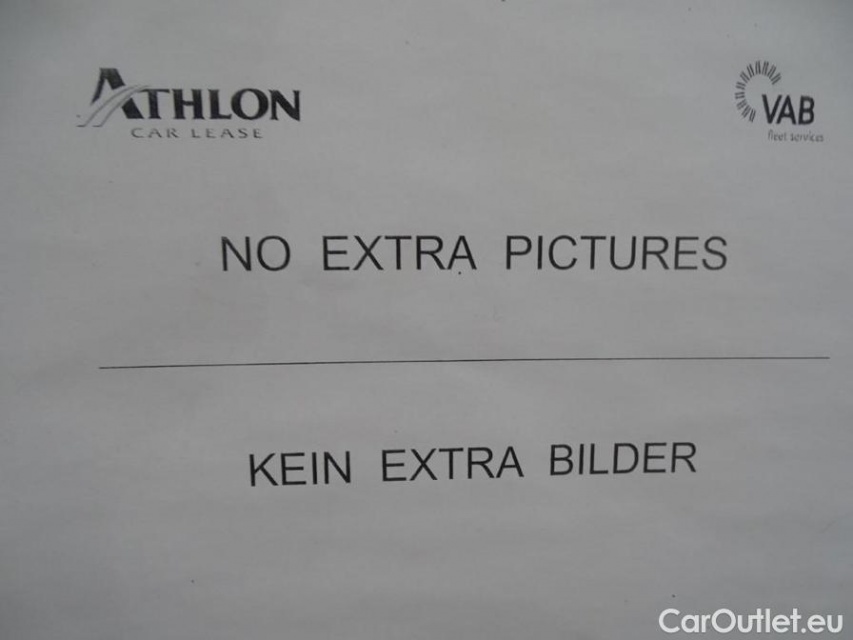 ATHLON
CAR LEASE
VAB
fleet services
NO EXTRA PICTURES
KEIN EXTRA BILDER
CarOutlet.eu